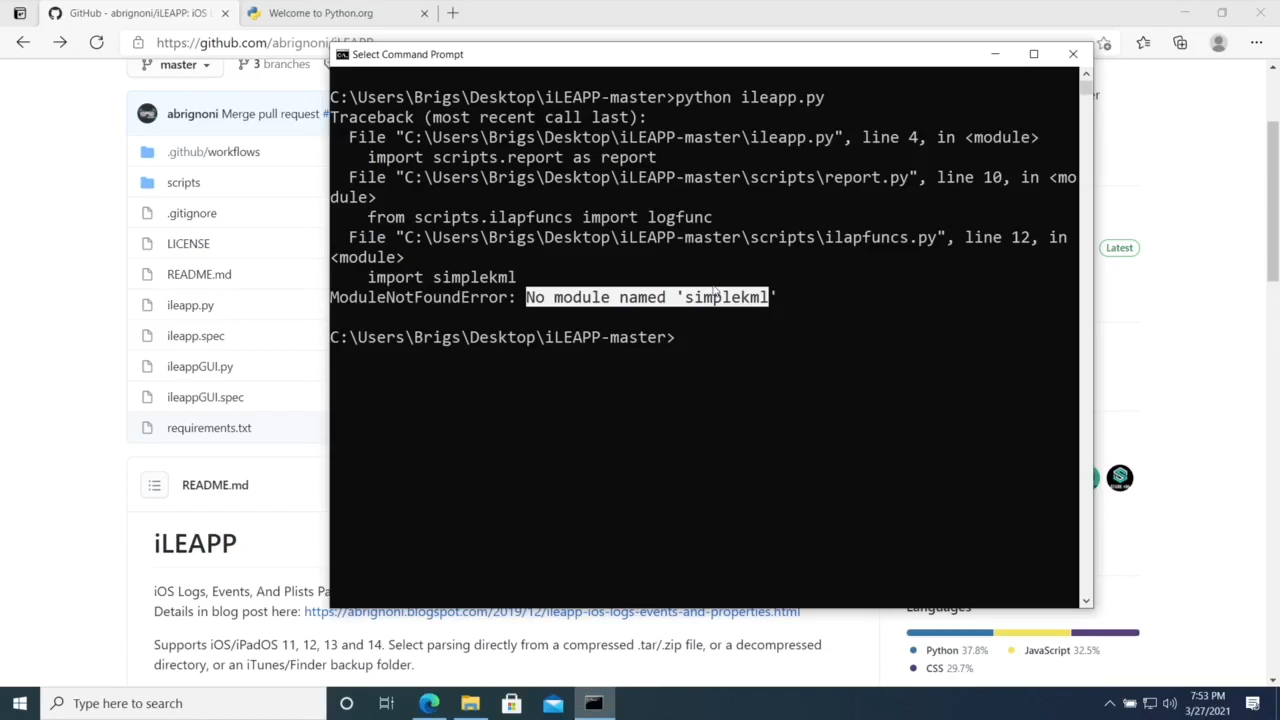 GitHub - abrignoni/iLEAPP: iOS L
Welcome to Python.org
https://github.com/abrignoni/iLEAPP
master
3 branches
abrignoni Merge pull request #
.github/workflows
scripts
.gitignore
LICENSE
README.md
ileapp.py
ileapp.spec
ileappGUI.py
ileappGUI.spec
requirements.txt
README.md
iLEAPP
iOS Logs, Events, And Plists Pa
Details in blog post here: https://abrignoni.blogspot.com/2019/12/ileapp-ios-logs-events-and-properties.html
Supports iOS/iPadOS 11, 12, 13 and 14. Select parsing directly from a compressed .tar/.zip file, or a decompressed
directory, or an iTunes/Finder backup folder.
Select Command Prompt
C:\Users\Brigs\Desktop\iLEAPP-master>python ileapp.py
Traceback (most recent call last):
File "C:\Users\Brigs\Desktop\iLEAPP-master\ileapp.py", line 4, in <module>
import scripts.report as report
File "C:\Users\Brigs\Desktop\iLEAPP-master\scripts\report.py", line 10, in <mo
dule>
from scripts.ilapfuncs import logfunc
File "C:\Users\Brigs\Desktop\iLEAPP-master\scripts\ilapfuncs.py", line 12, in
<module>
import simplekml
ModuleNotFoundError: No module named 'simplekml'
C:\Users\Brigs\Desktop\iLEAPP-master>
Latest
Languages
Python 37.8%
JavaScript 32.5%
CSS 29.7%
Type here to search
7:53 PM
3/27/2021